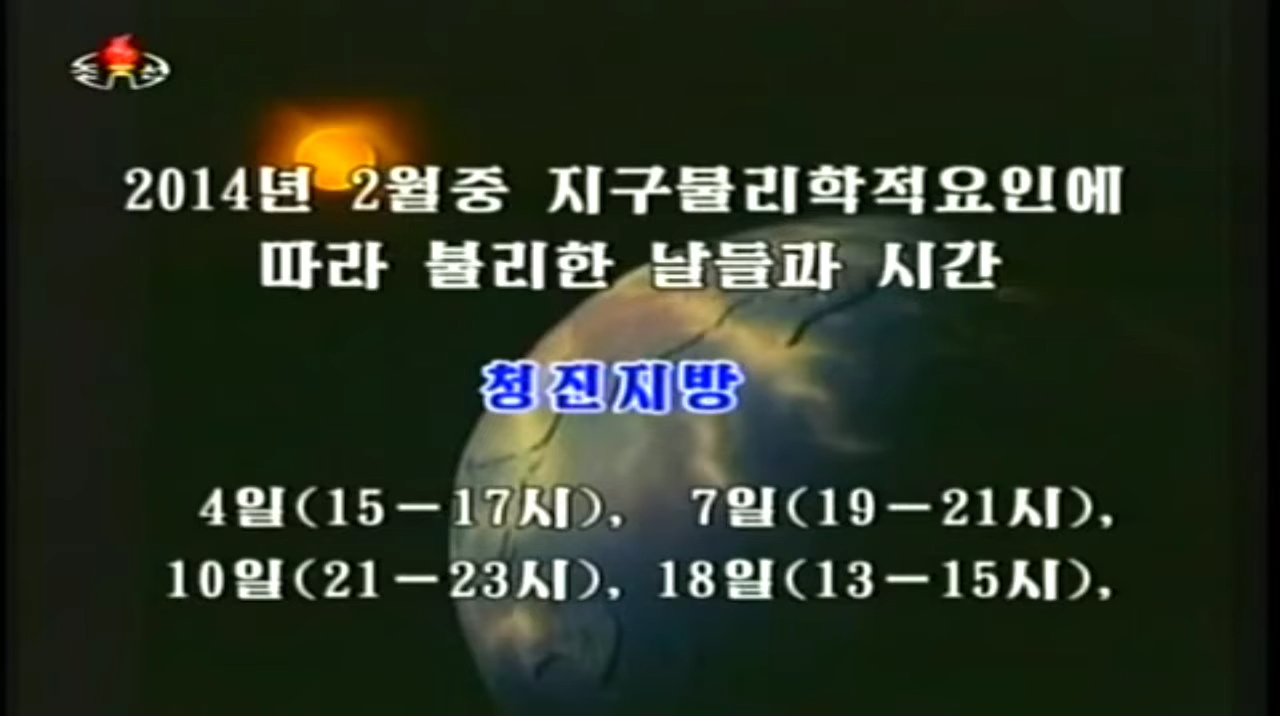 조선
2014년 2월중 지구물리학적요인에
따라 불리한 날들과 시간
청진지방
4일(15－17시), 7일(19－21시),
10일(21－23시), 18일(13－15시),